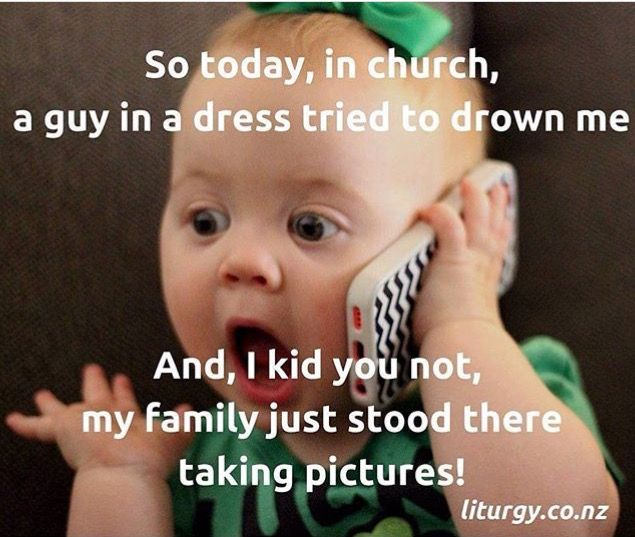 So today, in church,
a guy in a dress tried to drown me
And, I kid you not,
my family just stood there
taking pictures!
liturgy.co.nz